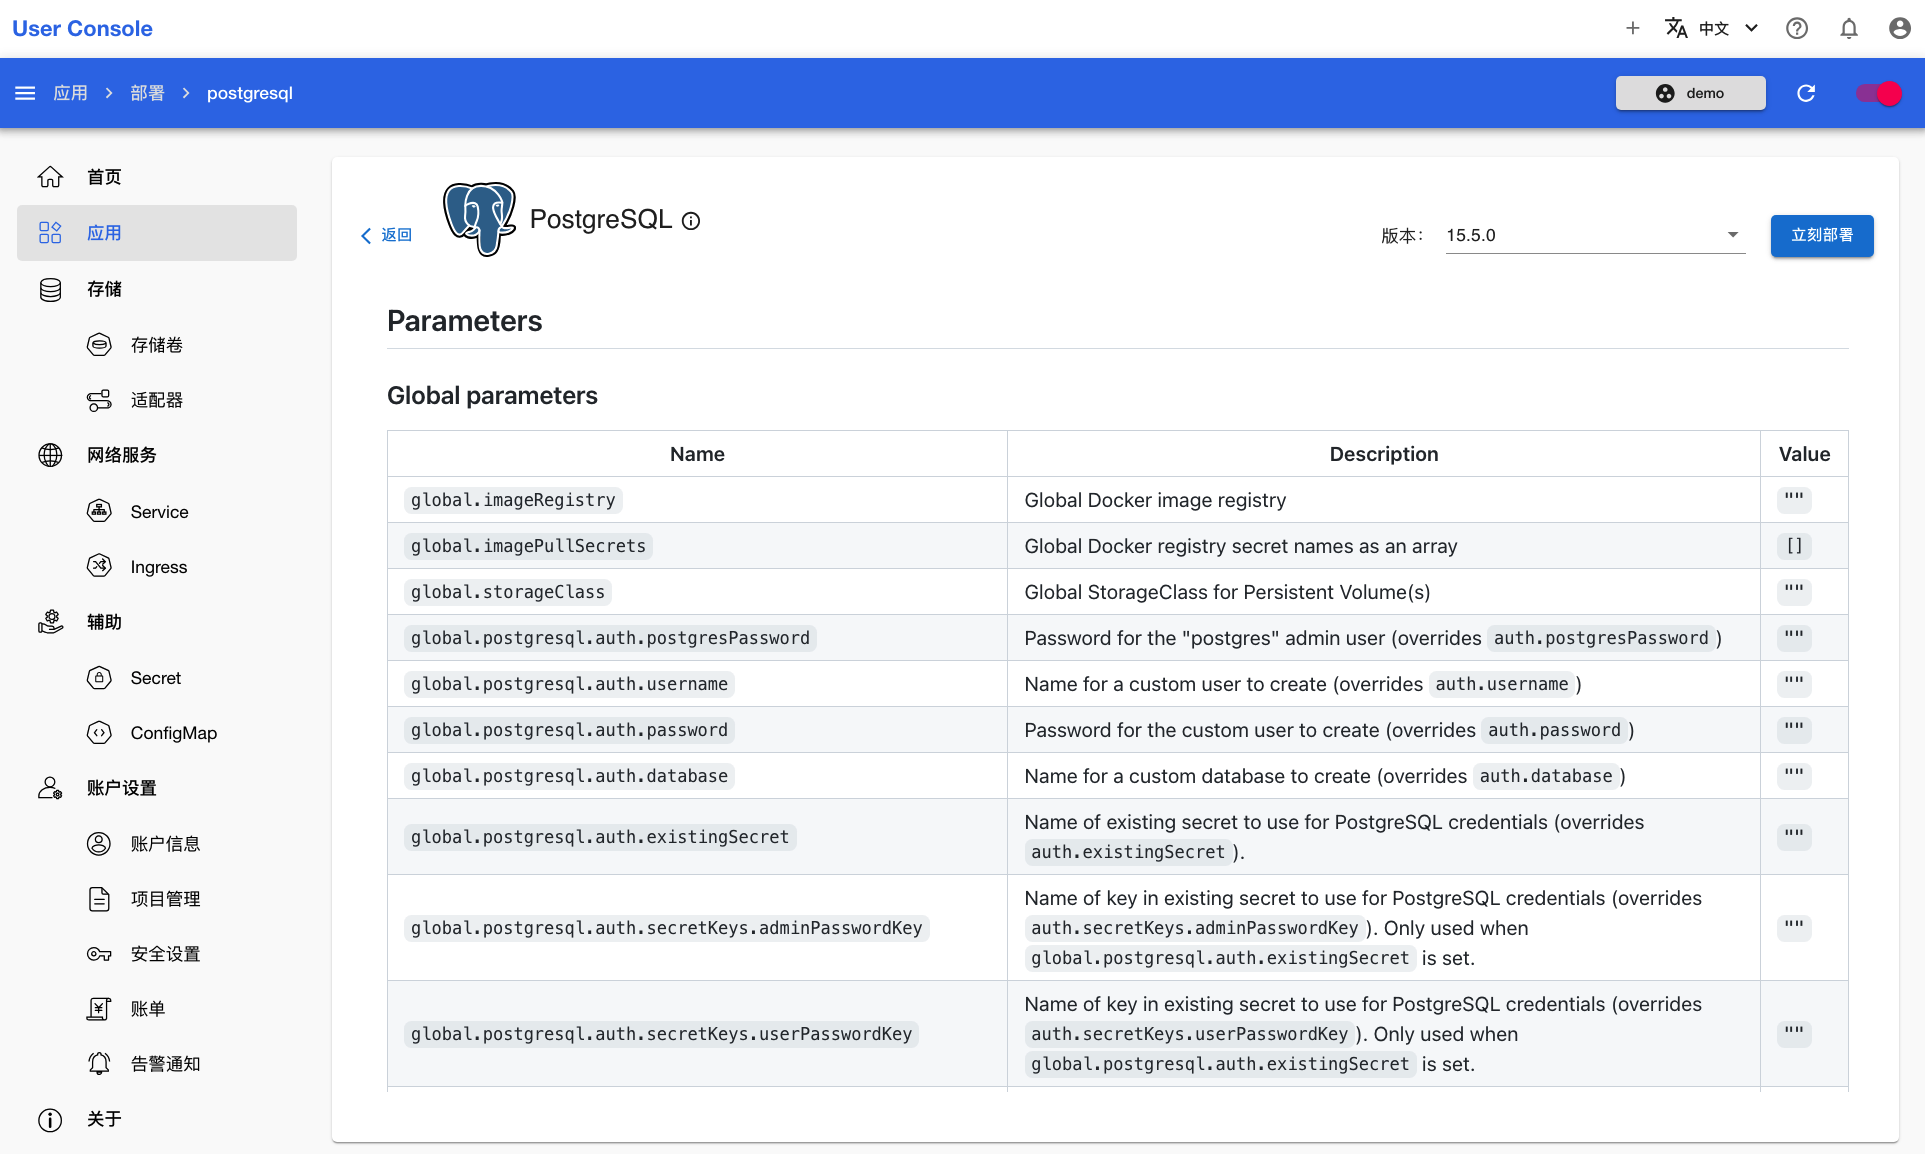 User Console
中文
应用 > 部署 > postgresql
demo
首页
应用
存储
存储卷
适配器
网络服务
Service
Ingress
辅助
Secret
ConfigMap
账户设置
账户信息
项目管理
安全设置
账单
告警通知
关于
返回
PostgreSQL
版本：
15.5.0
立刻部署
Parameters
Global parameters
Name Description Value
global.imageRegistry Global Docker image registry ""
global.imagePullSecrets Global Docker registry secret names as an array []
global.storageClass Global StorageClass for Persistent Volume(s) ""
global.postgresql.auth.postgresPassword Password for the "postgres" admin user (overrides auth.postgresPassword) ""
global.postgresql.auth.username Name for a custom user to create (overrides auth.username) ""
global.postgresql.auth.password Password for the custom user to create (overrides auth.password) ""
global.postgresql.auth.database Name for a custom database to create (overrides auth.database) ""
global.postgresql.auth.existingSecret Name of existing secret to use for PostgreSQL credentials (overrides
auth.existingSecret). ""
global.postgresql.auth.secretKeys.adminPasswordKey Name of key in existing secret to use for PostgreSQL credentials (overrides
auth.secretKeys.adminPasswordKey). Only used when
global.postgresql.auth.existingSecret is set. ""
global.postgresql.auth.secretKeys.userPasswordKey Name of key in existing secret to use for PostgreSQL credentials (overrides
auth.secretKeys.userPasswordKey). Only used when
global.postgresql.auth.existingSecret is set. ""